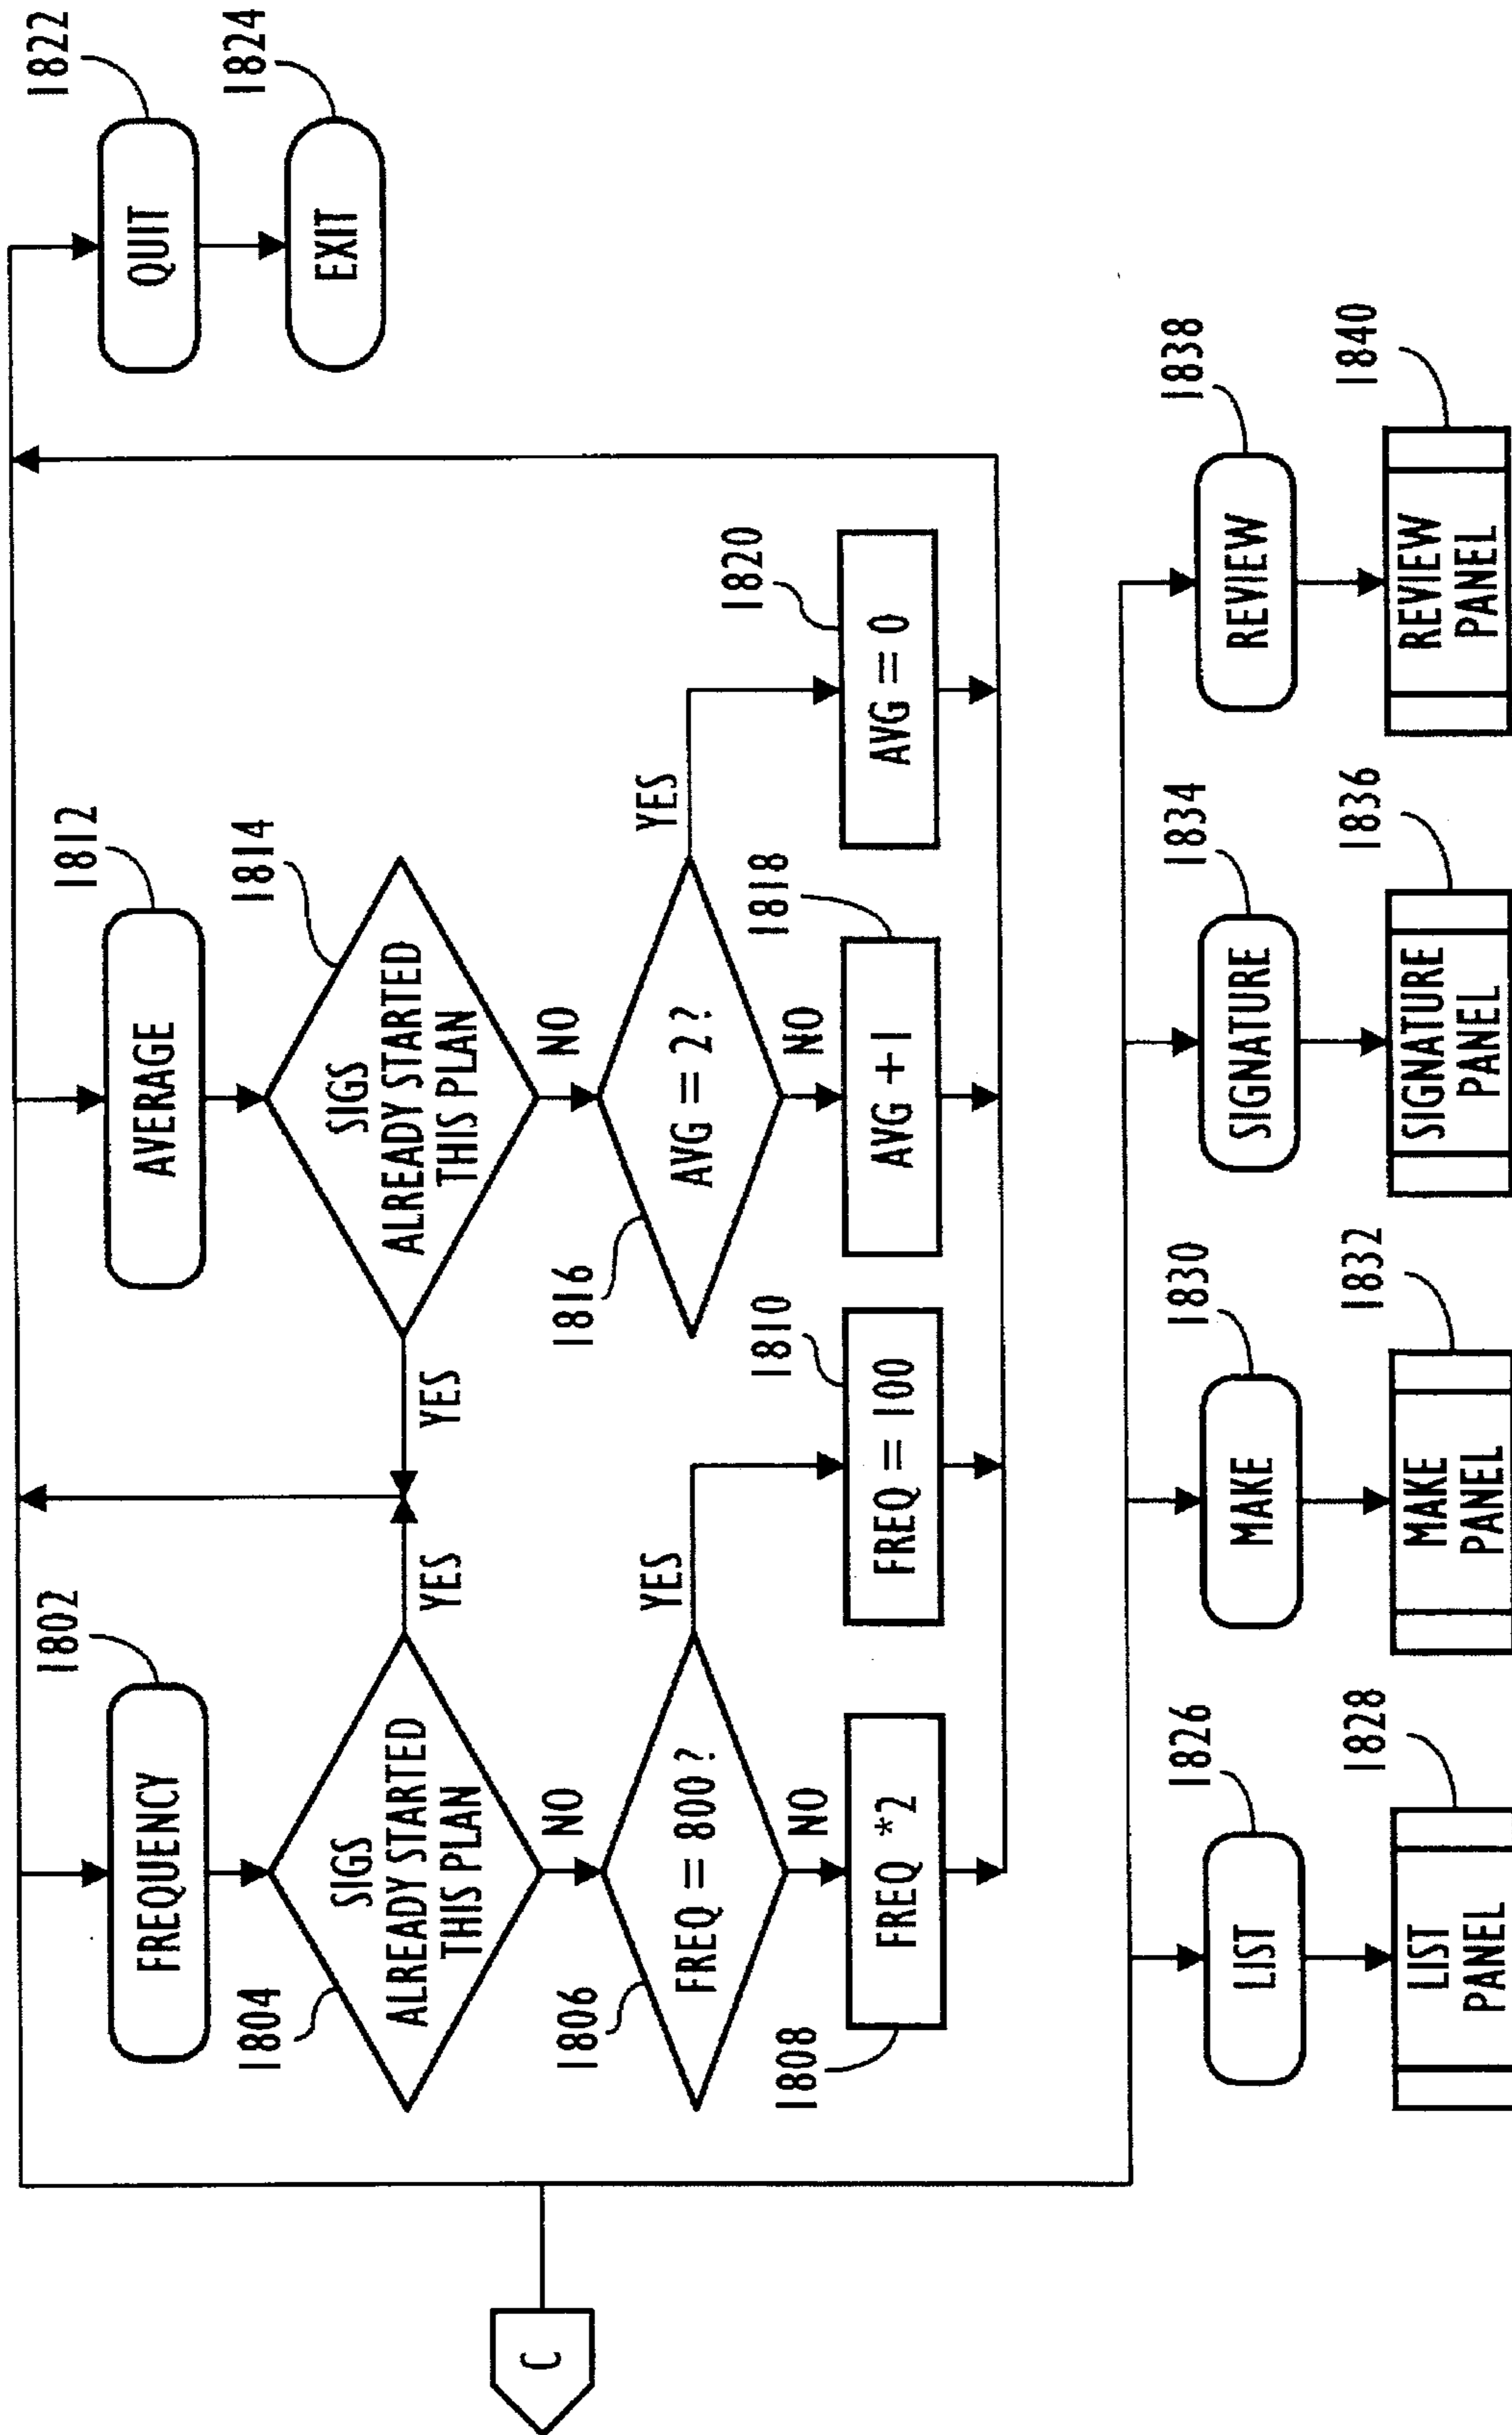 C
1802
FREQUENCY
1804
SIGS
ALREADY STARTED
THIS PLAN
YES
NO
1806
FREQ = 800?
YES
NO
1808
FREQ *2
1810
FREQ = 100
1812
AVERAGE
1814
SIGS
ALREADY STARTED
THIS PLAN
YES
NO
1816
AVG = 2?
YES
NO
1818
AVG +1
1820
AVG = 0
1822
QUIT
1824
EXIT
1826
LIST
1828
LIST
PANEL
1830
MAKE
1832
MAKE
PANEL
1834
SIGNATURE
1836
SIGNATURE
PANEL
1838
REVIEW
1840
REVIEW
PANEL